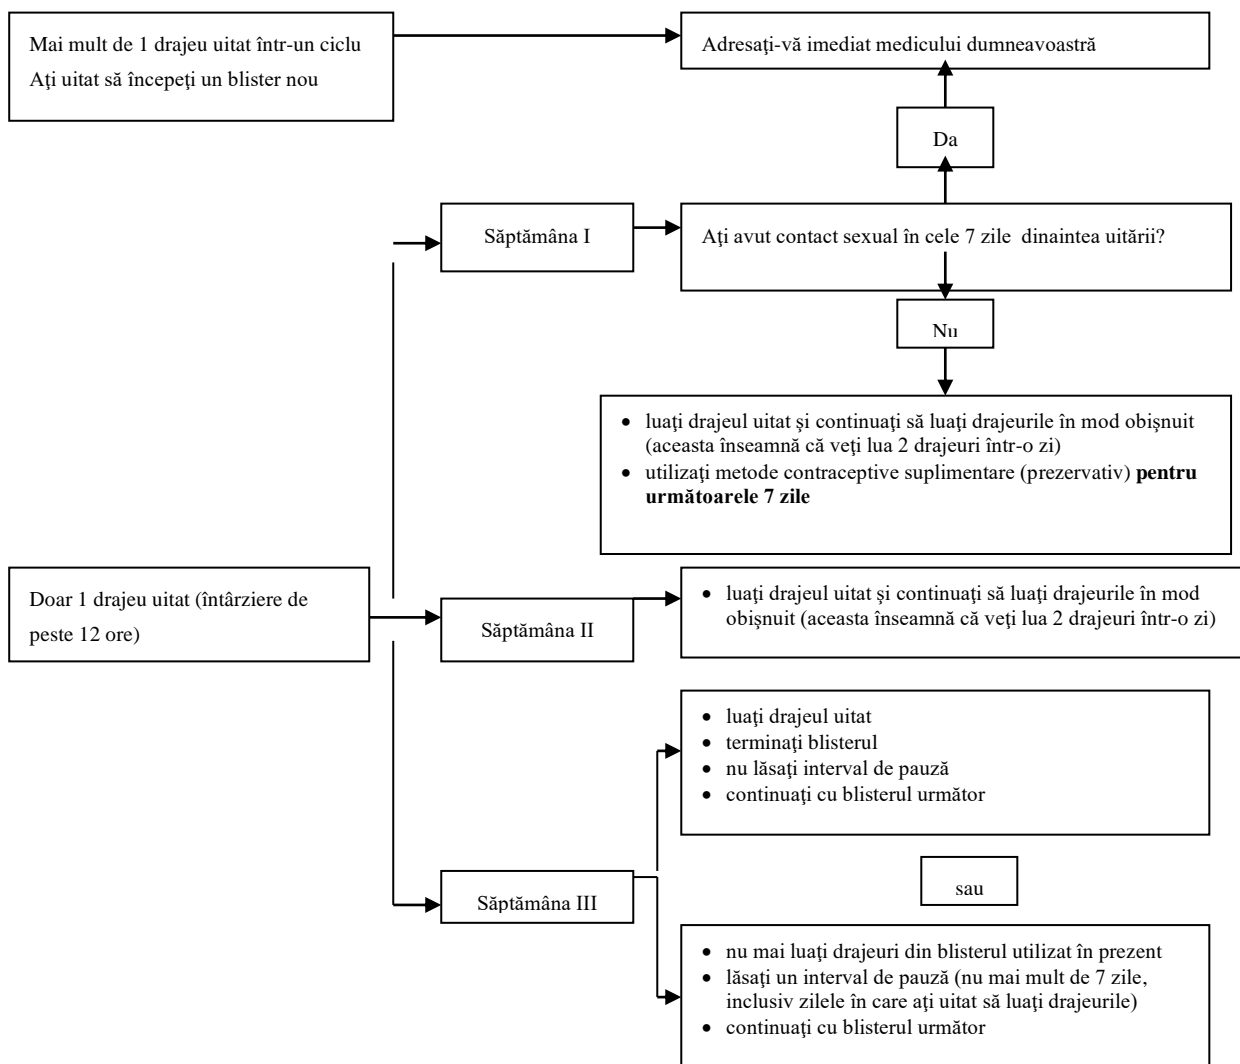 Mai mult de 1 drajeu uitat într-un ciclu
Aţi uitat să începeţi un blister nou
Adresaţi-vă imediat medicului dumneavoastră
Da
Săptămâna I
Aţi avut contact sexual în cele 7 zile  dinaintea uitării?
Nu
• luaţi drajeul uitat şi continuaţi să luaţi drajeurile în mod obişnuit
(aceasta înseamnă că veţi lua 2 drajeuri într-o zi)
• utilizaţi metode contraceptive suplimentare (prezervativ) pentru
următoarele 7 zile
Doar 1 drajeu uitat (întârziere de
peste 12 ore)
Săptămâna II
• luaţi drajeul uitat şi continuaţi să luaţi drajeurile în mod
obişnuit (aceasta înseamnă că veţi lua 2 drajeuri într-o zi)
• luaţi drajeul uitat
• terminaţi blisterul
• nu lăsaţi interval de pauză
• continuaţi cu blisterul următor
Săptămâna III
sau
• nu mai luaţi drajeuri din blisterul utilizat în prezent
• lăsaţi un interval de pauză (nu mai mult de 7 zile,
inclusiv zilele în care aţi uitat să luaţi drajeurile)
• continuaţi cu blisterul următor